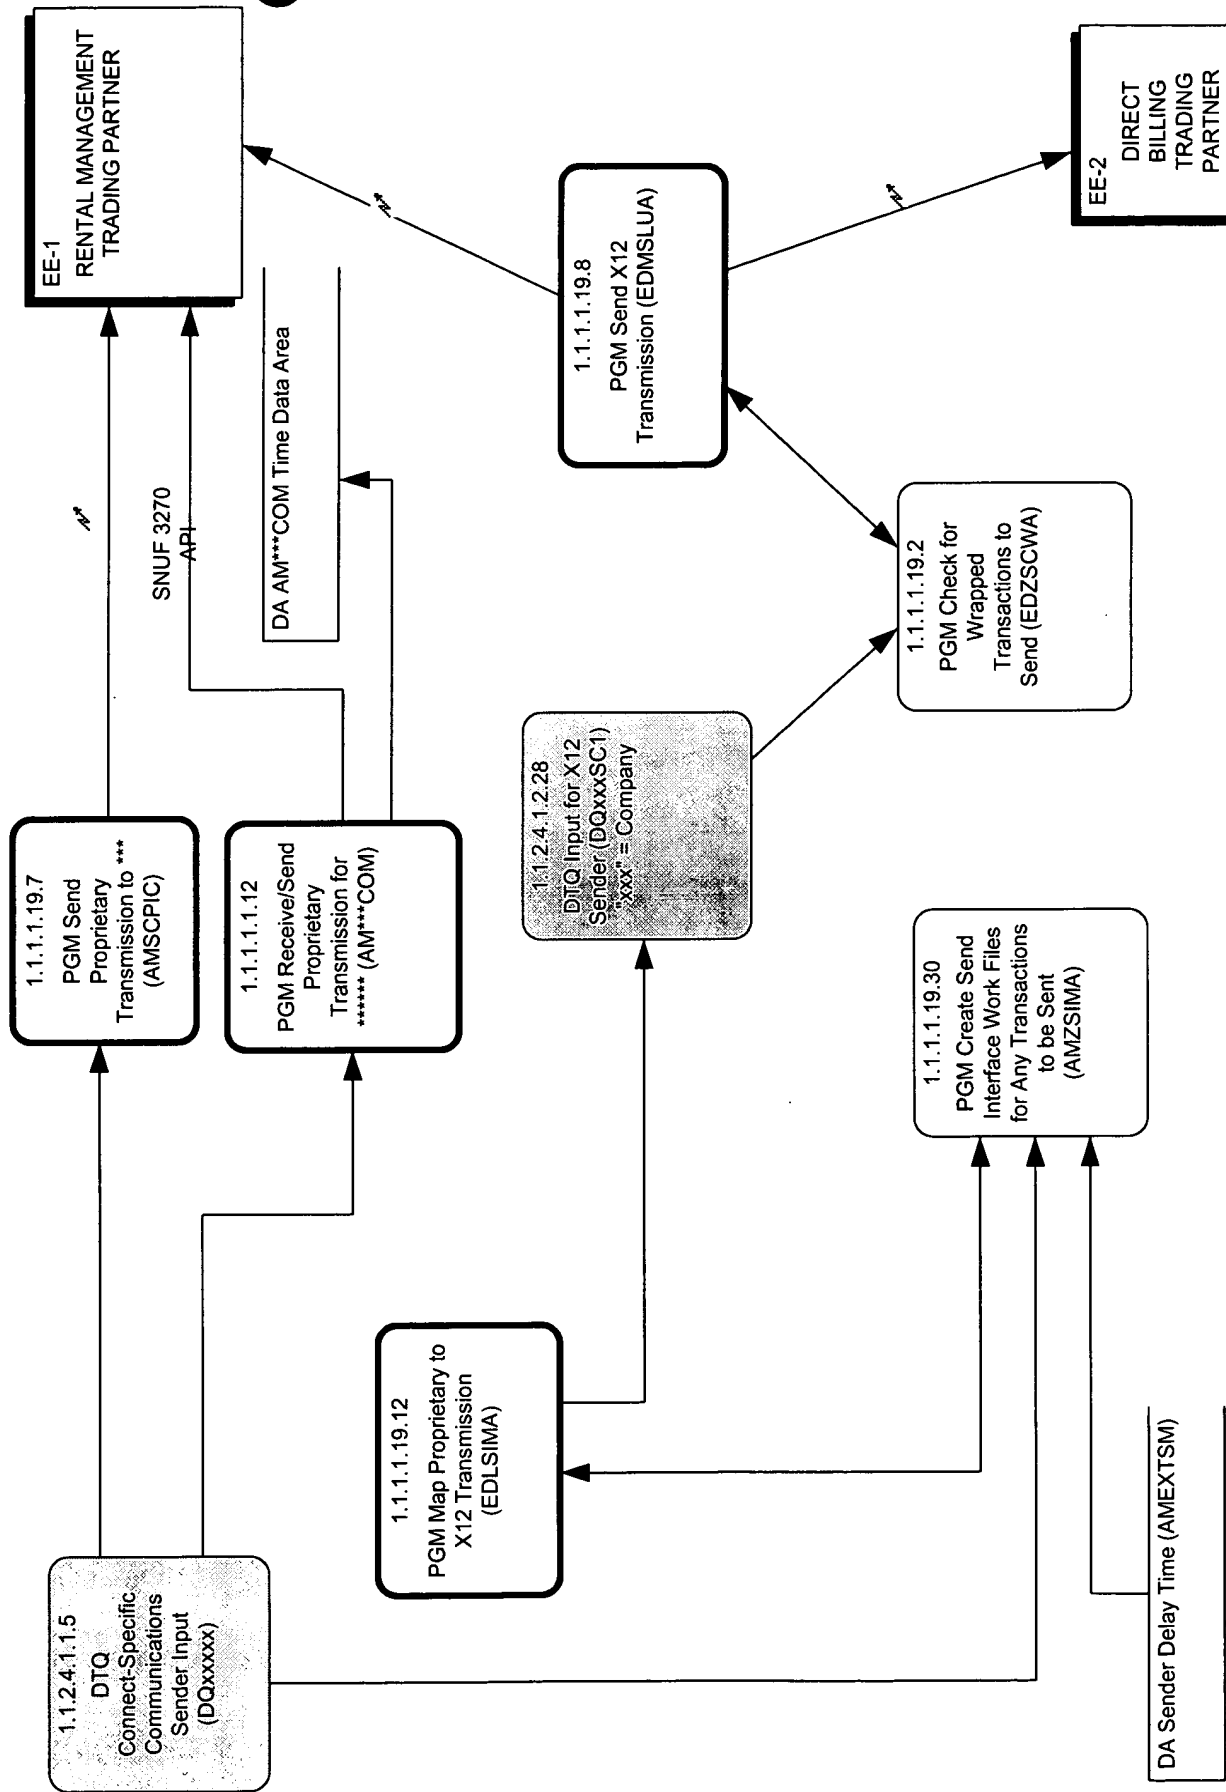 1.1.2.4.1.1.5
DTQ
Connect-Specific
Communications
Sender Input
(DQxxxxx)
1.1.1.1.19.7
PGM Send
Proprietary
Transmission to ***
(AMSCPIC)
1.1.1.1.1.12
PGM Receive/Send
Proprietary
Transmission for
****** (AM***COM)
SNUF 3270
API
EE-1
RENTAL MANAGEMENT
TRADING PARTNER
DA AM***COM Time Data Area
1.1.1.1.19.12
PGM Map Proprietary to
X12 Transmission
(EDLSIMA)
1.1.2.4.1.2.28
DTQ Input for X12
Sender (DQxxxSC1)
"xxx" = Company
1.1.1.1.19.8
PGM Send X12
Transmission (EDMSLUA)
1.1.1.1.19.30
PGM Create Send
Interface Work Files
for Any Transactions
to be Sent
(AMZSIMA)
1.1.1.1.19.2
PGM Check for
Wrapped
Transactions to
Send (EDZSCWA)
EE-2
DIRECT
BILLING
TRADING
PARTNER
DA Sender Delay Time (AMEXTSM)